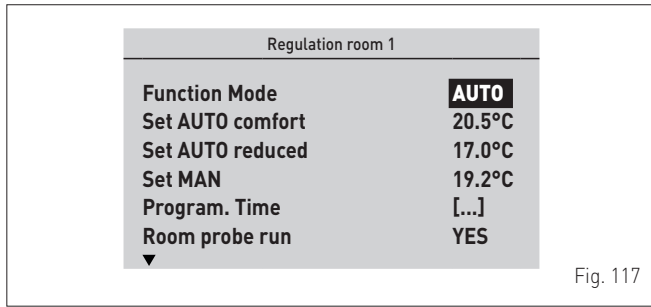 Regulation room 1
Function Mode AUTO
Set AUTO comfort 20.5°C
Set AUTO reduced 17.0°C
Set MAN 19.2°C
Program. Time [...]
Room probe run YES
▼
Fig. 117